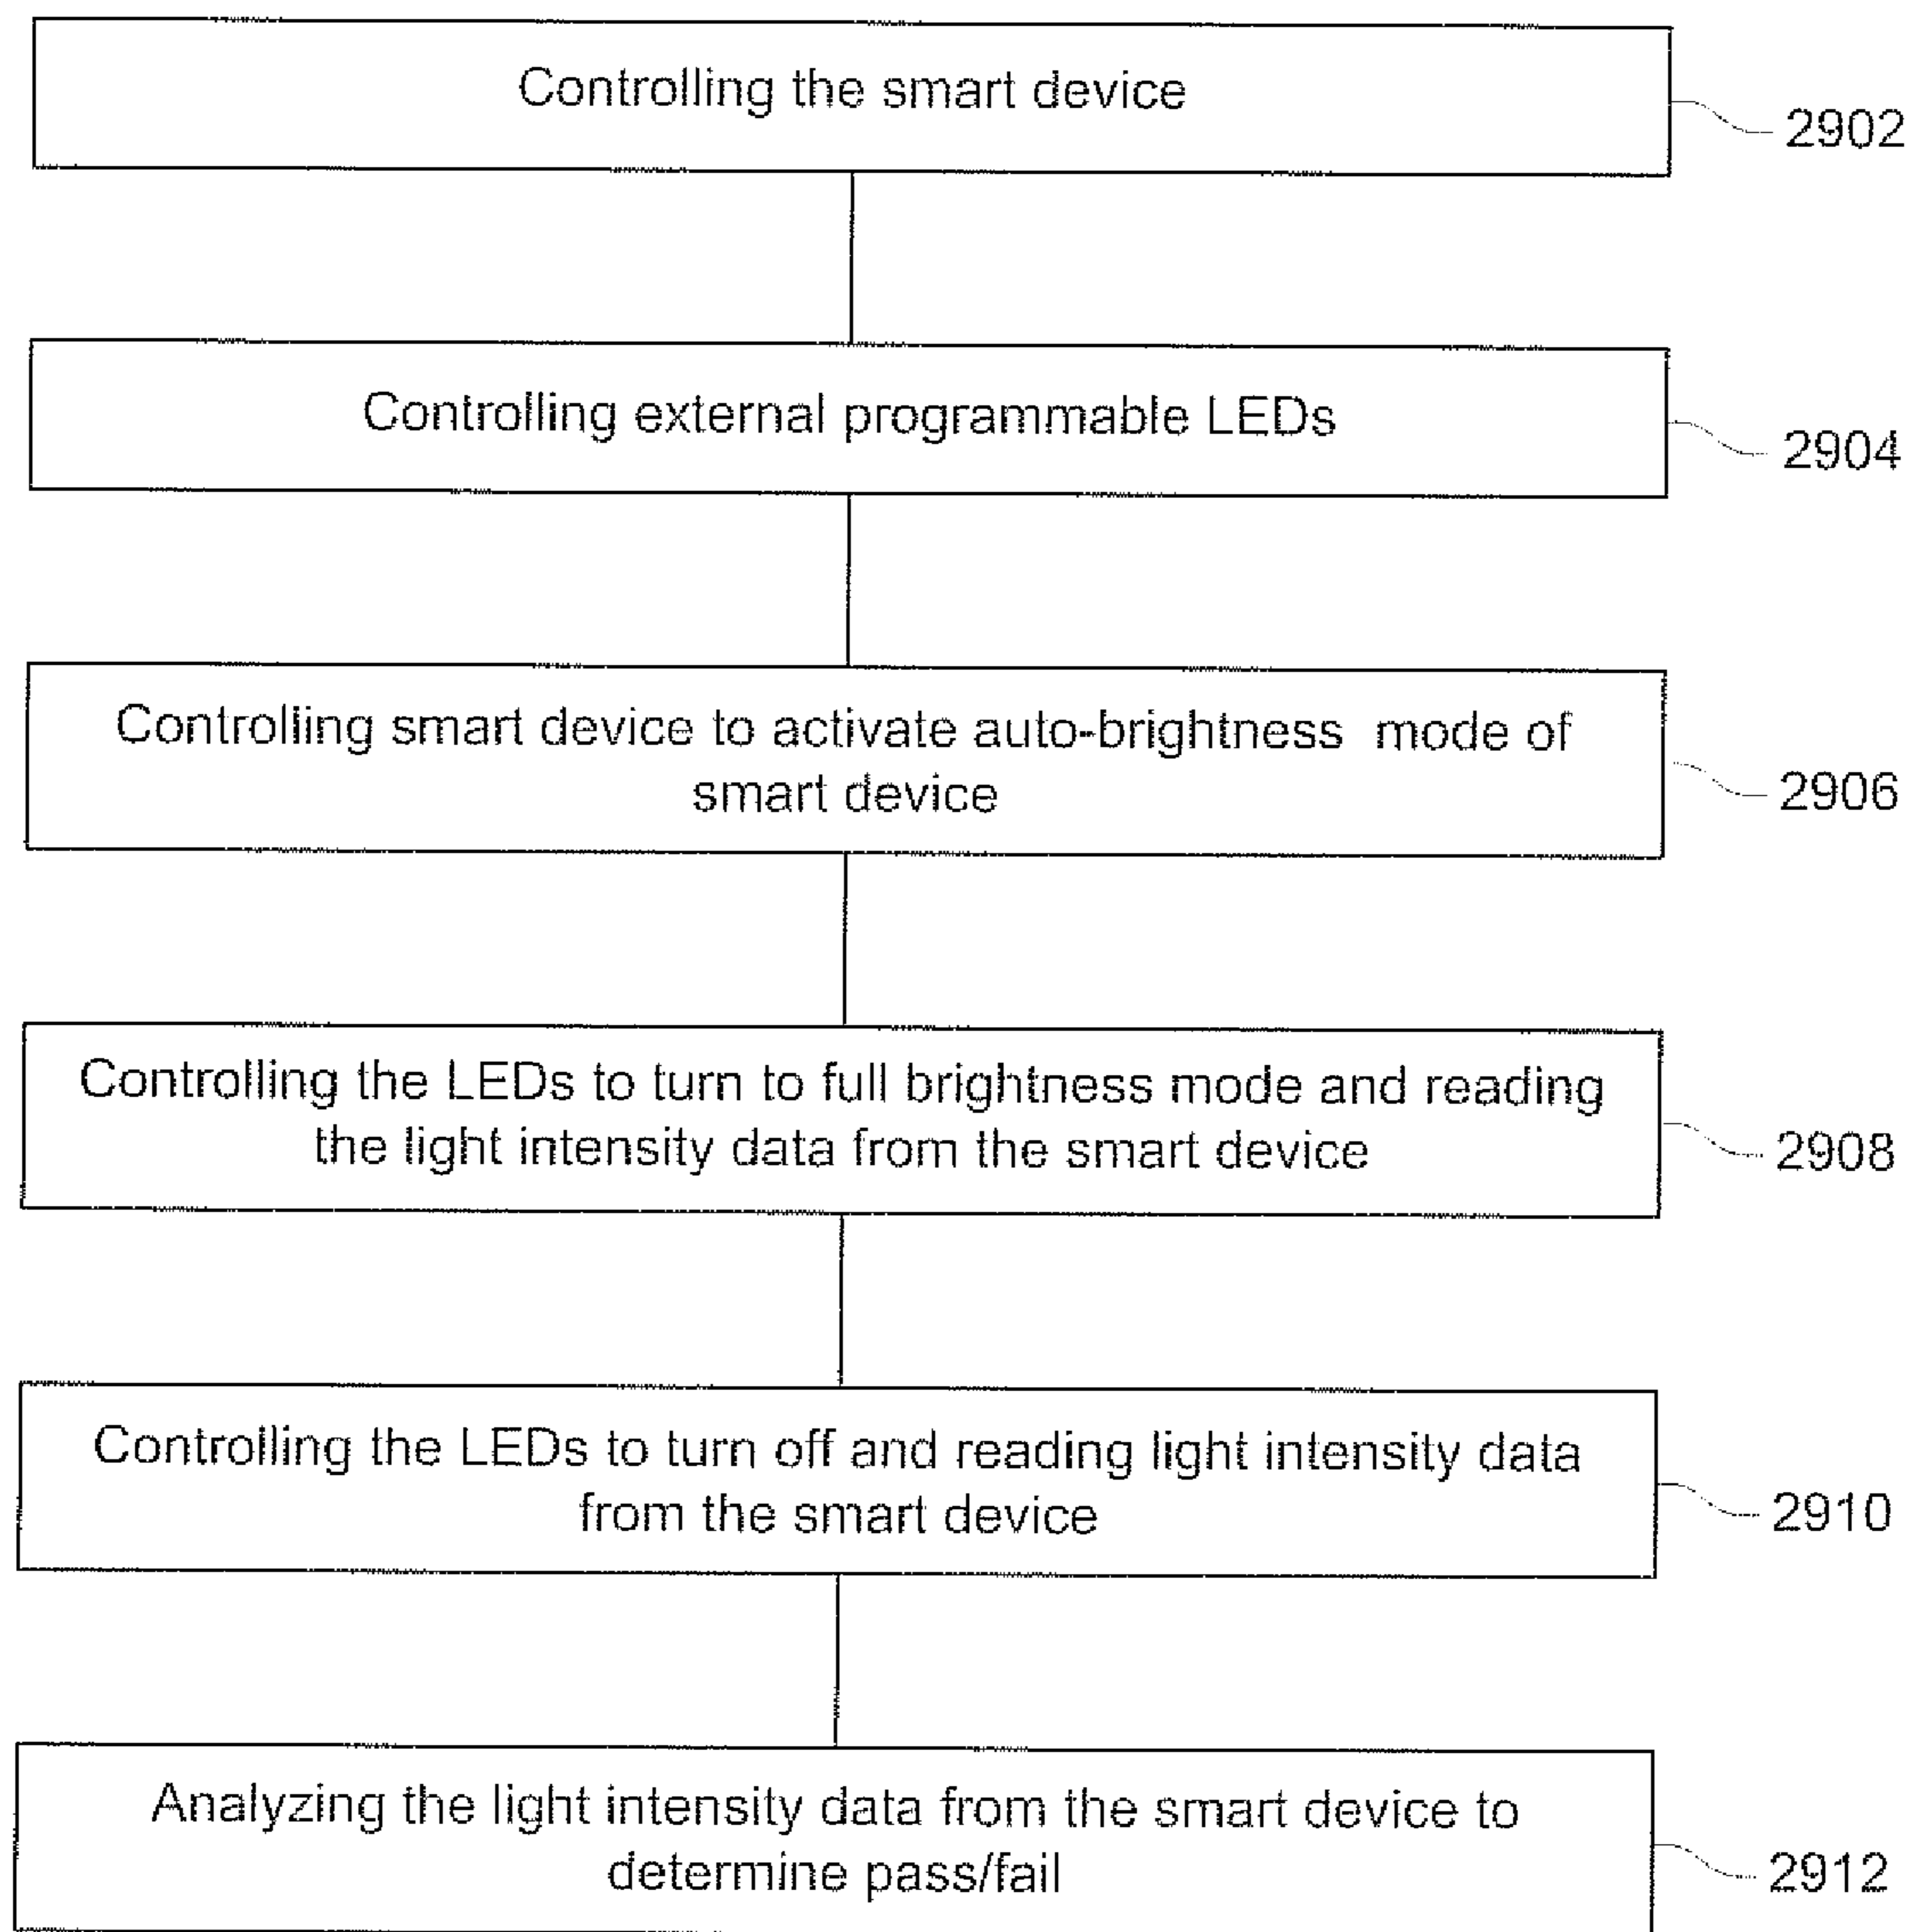 Controlling the smart device
2902
Controlling external programmable LEDs
2904
Controlling smart device to activate auto-brightness mode of
smart device
2906
Controlling the LEDs to turn to full brightness mode and reading
the light intensity data from the smart device
2908
Controlling the LEDs to turn off and reading light intensity data
from the smart device
2910
Analyzing the light intensity data from the smart device to
determine pass/fail
2912